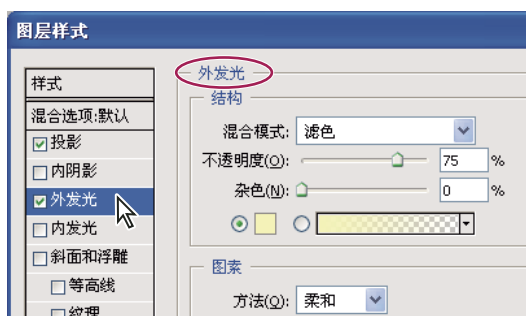 图层样式
样式
混合选项:默认
投影
内阴影
外发光
内发光
斜面和浮雕
等高线
纹理
外发光
结构
混合模式: 滤色
不透明度(O): 75 %
杂色(N): 0 %
图素
方法(Q): 柔和